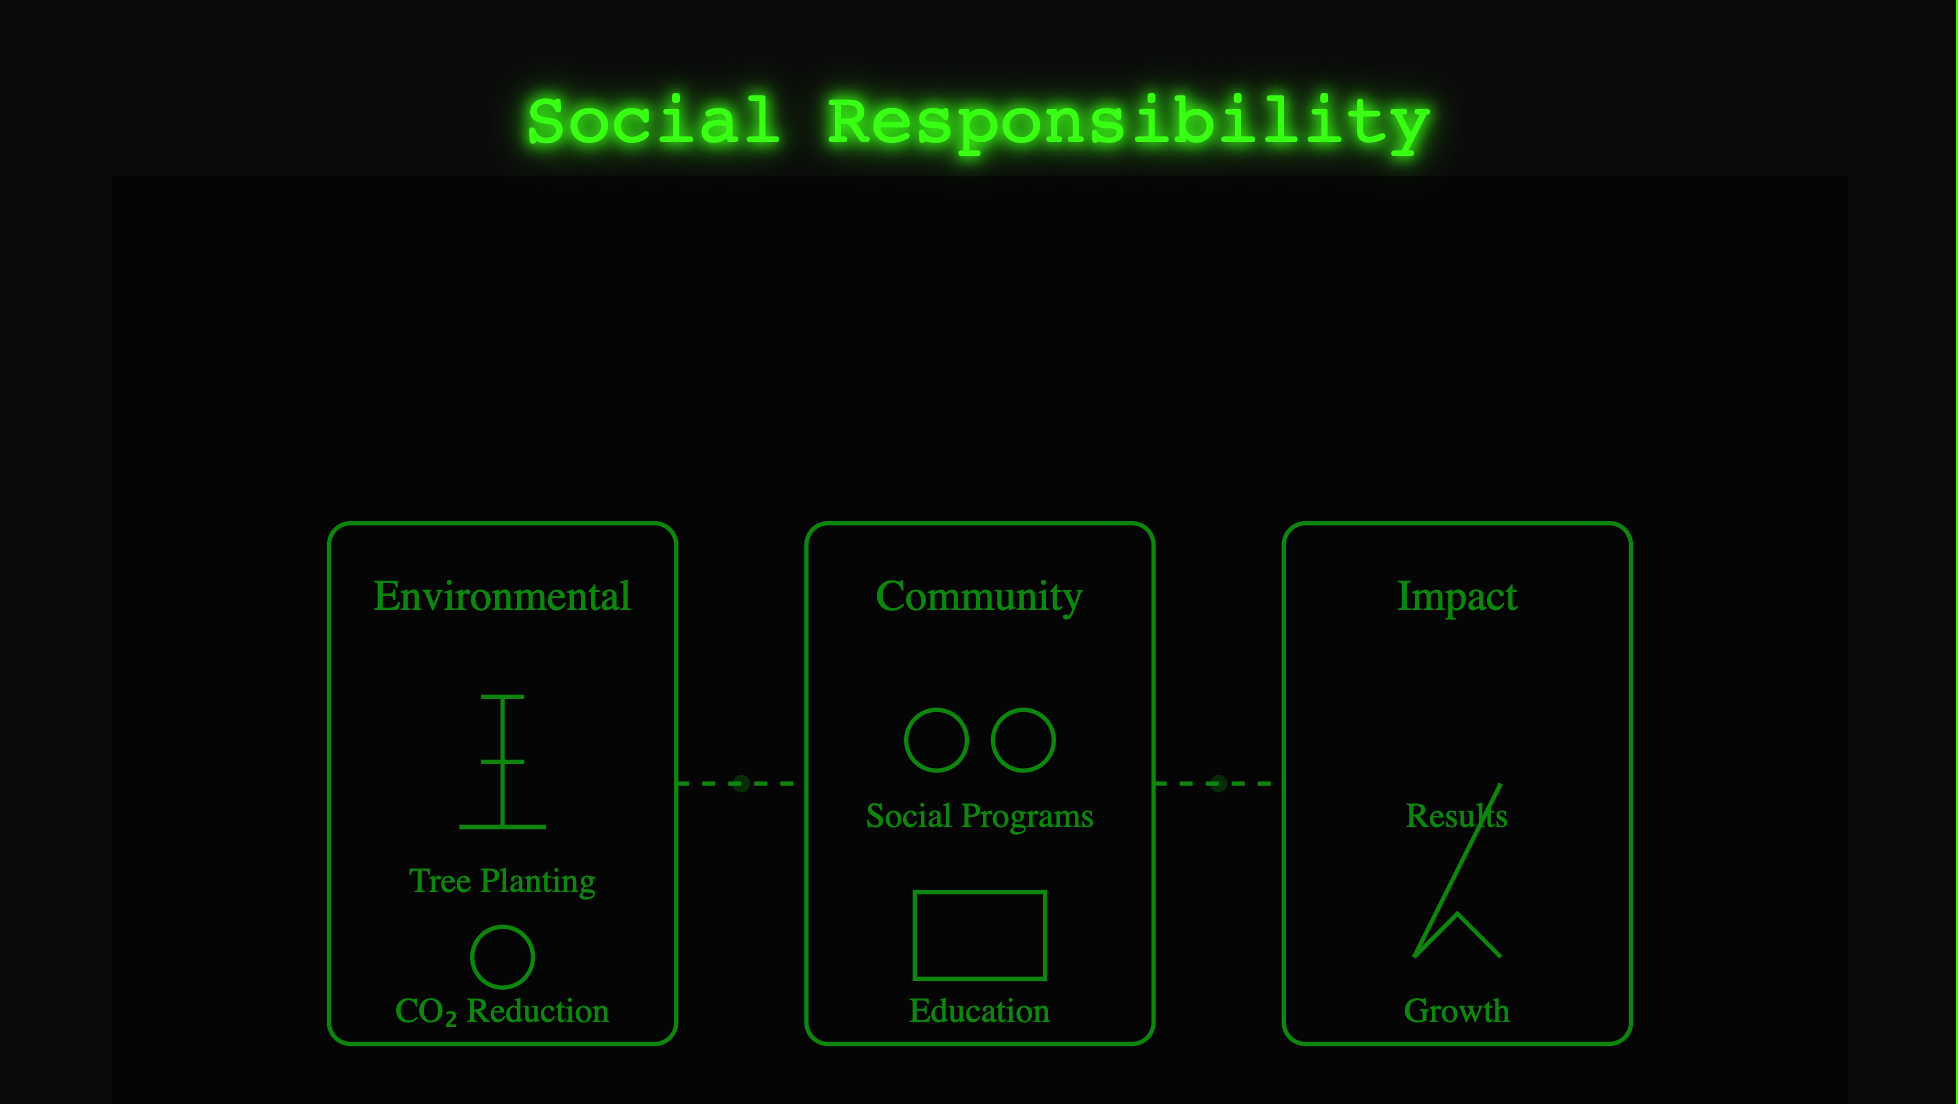 Social Responsibility
Environmental
Tree Planting
CO₂ Reduction
Community
Social Programs
Education
Impact
Results
Growth